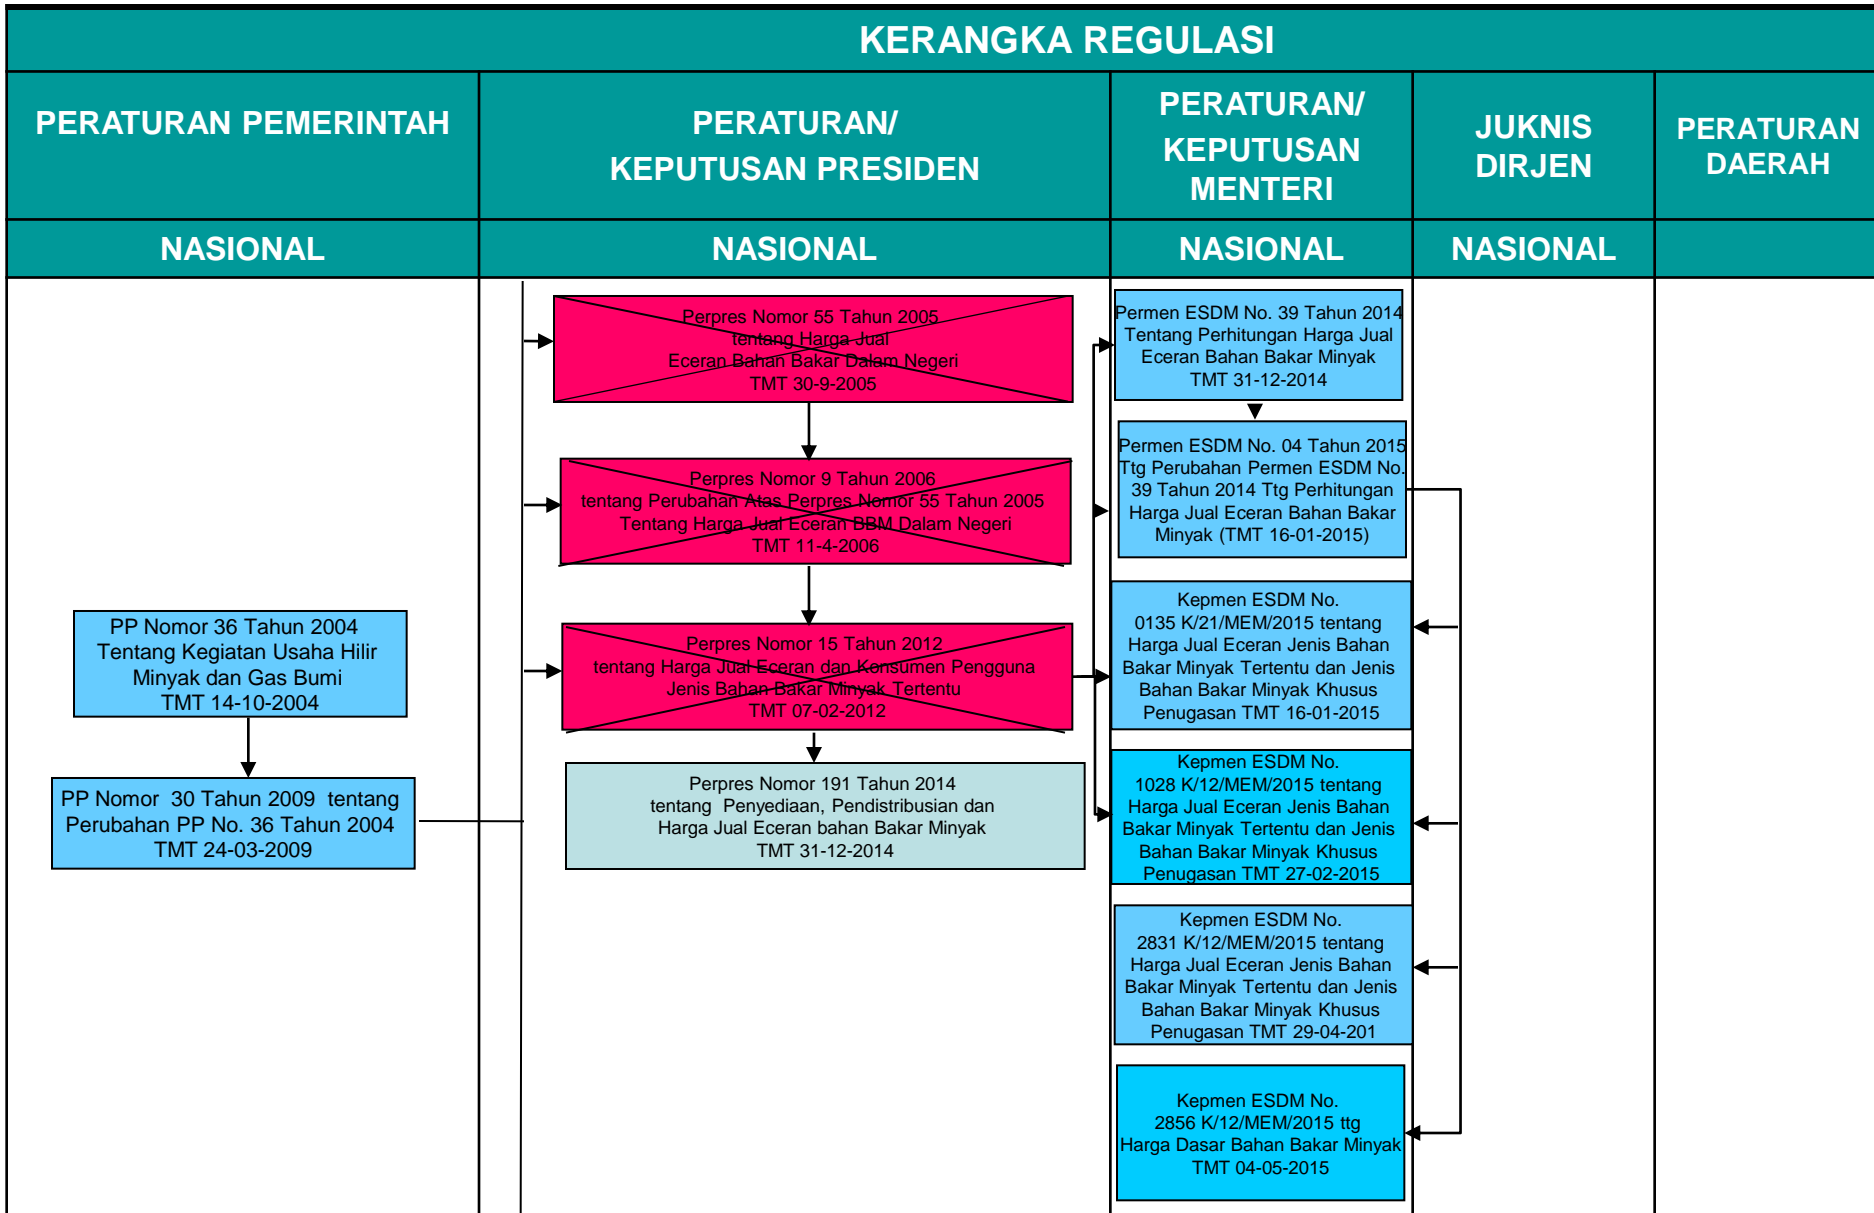 KERANGKA REGULASI
PERATURAN PEMERINTAH
PERATURAN/
KEPUTUSAN PRESIDEN
PERATURAN/
KEPUTUSAN
MENTERI
JUKNIS
DIRJEN
PERATURAN
DAERAH
NASIONAL
NASIONAL
NASIONAL
NASIONAL
PP Nomor 36 Tahun 2004
Tentang Kegiatan Usaha Hilir
Minyak dan Gas Bumi
TMT 14-10-2004
PP Nomor 30 Tahun 2009 tentang
Perubahan PP No. 36 Tahun 2004
TMT 24-03-2009
Perpres Nomor 55 Tahun 2005
tentang Harga Jual
Eceran Bahan Bakar Dalam Negeri
TMT 30-9-2005
Perpres Nomor 9 Tahun 2006
tentang Perubahan Atas Perpres Nomor 55 Tahun 2005
Tentang Harga Jual Eceran BBM Dalam Negeri
TMT 11-4-2006
Perpres Nomor 15 Tahun 2012
tentang Harga Jual Eceran dan Konsumen Pengguna
Jenis Bahan Bakar Minyak Tertentu
TMT 07-02-2012
Perpres Nomor 191 Tahun 2014
tentang Penyediaan, Pendistribusian dan
Harga Jual Eceran bahan Bakar Minyak
TMT 31-12-2014
Permen ESDM No. 39 Tahun 2014
Tentang Perhitungan Harga Jual
Eceran Bahan Bakar Minyak
TMT 31-12-2014
Permen ESDM No. 04 Tahun 2015
Ttg Perubahan Permen ESDM No.
39 Tahun 2014 Ttg Perhitungan
Harga Jual Eceran Bahan Bakar
Minyak (TMT 16-01-2015)
Kepmen ESDM No.
0135 K/21/MEM/2015 tentang
Harga Jual Eceran Jenis Bahan
Bakar Minyak Tertentu dan Jenis
Bahan Bakar Minyak Khusus
Penugasan TMT 16-01-2015
Kepmen ESDM No.
1028 K/12/MEM/2015 tentang
Harga Jual Eceran Jenis Bahan
Bakar Minyak Tertentu dan Jenis
Bahan Bakar Minyak Khusus
Penugasan TMT 27-02-2015
Kepmen ESDM No.
2831 K/12/MEM/2015 tentang
Harga Jual Eceran Jenis Bahan
Bakar Minyak Tertentu dan Jenis
Bahan Bakar Minyak Khusus
Penugasan TMT 29-04-201
Kepmen ESDM No.
2856 K/12/MEM/2015 ttg
Harga Dasar Bahan Bakar Minyak
TMT 04-05-2015